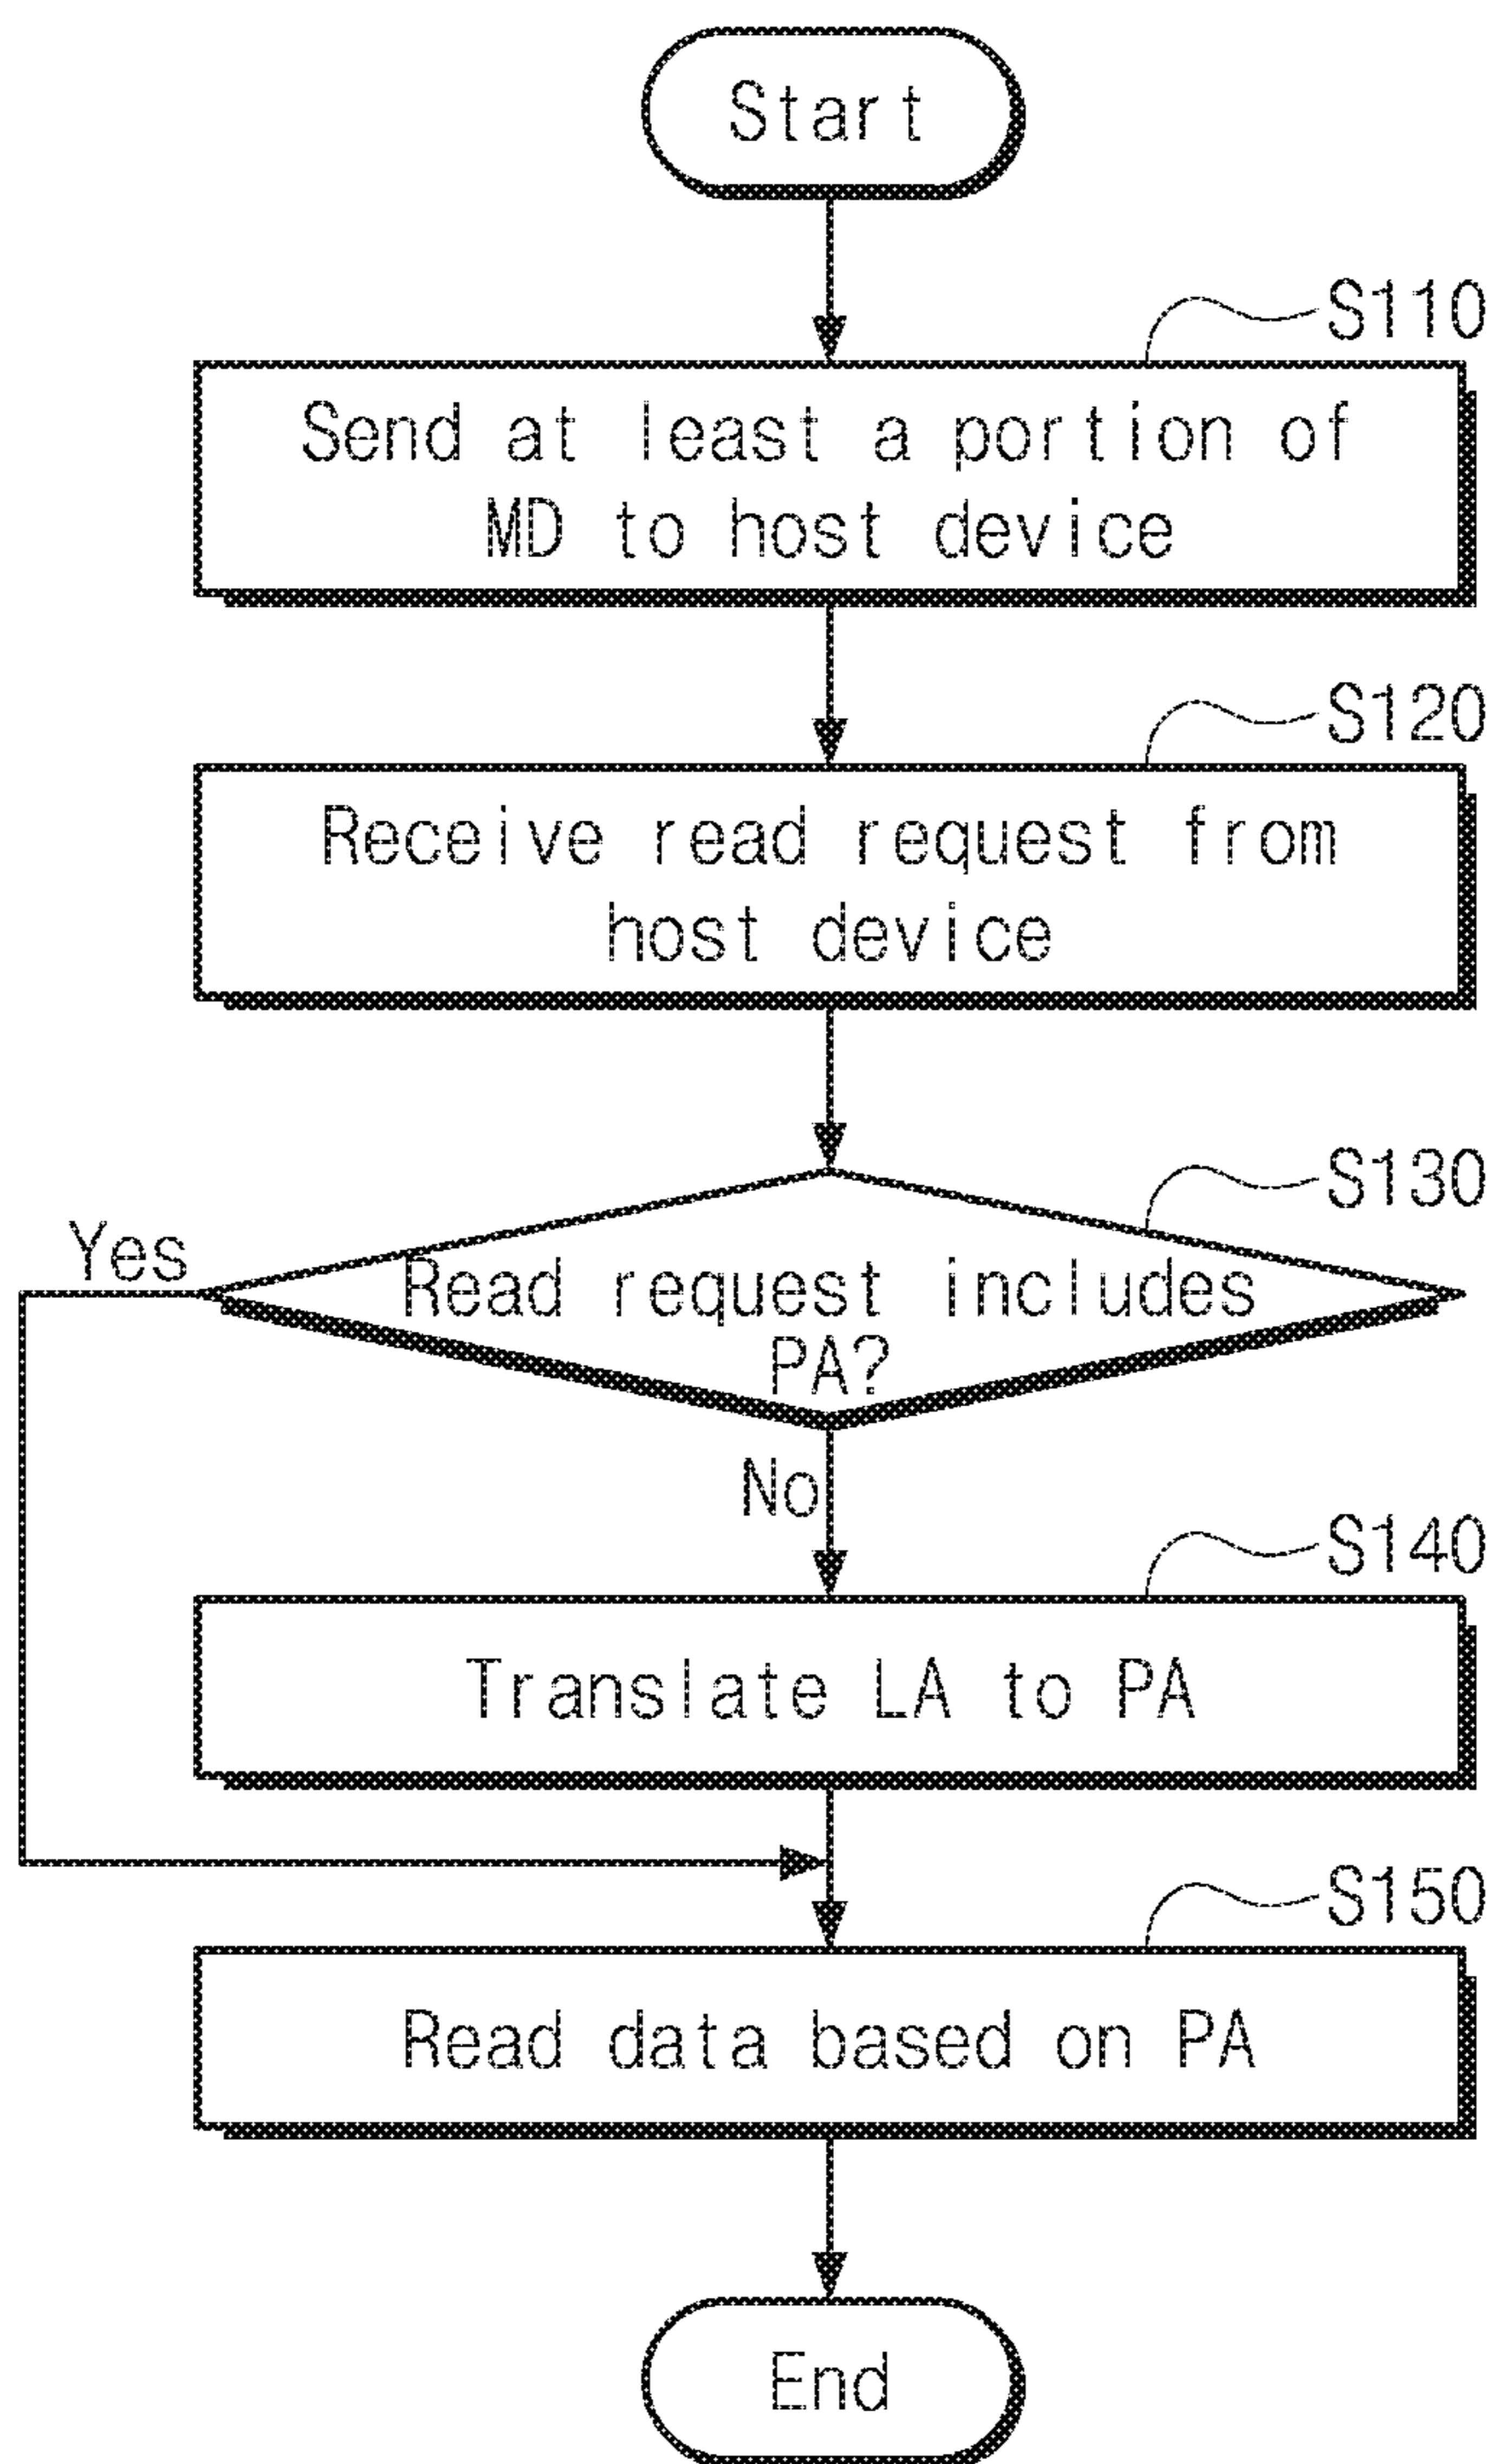 Start
S110
Send at least a portion of
MD to host device
S120
Receive read request from
host device
S130
Yes
Read request includes
PA?
No
S140
Translate LA to PA
S150
Read data based on PA
End